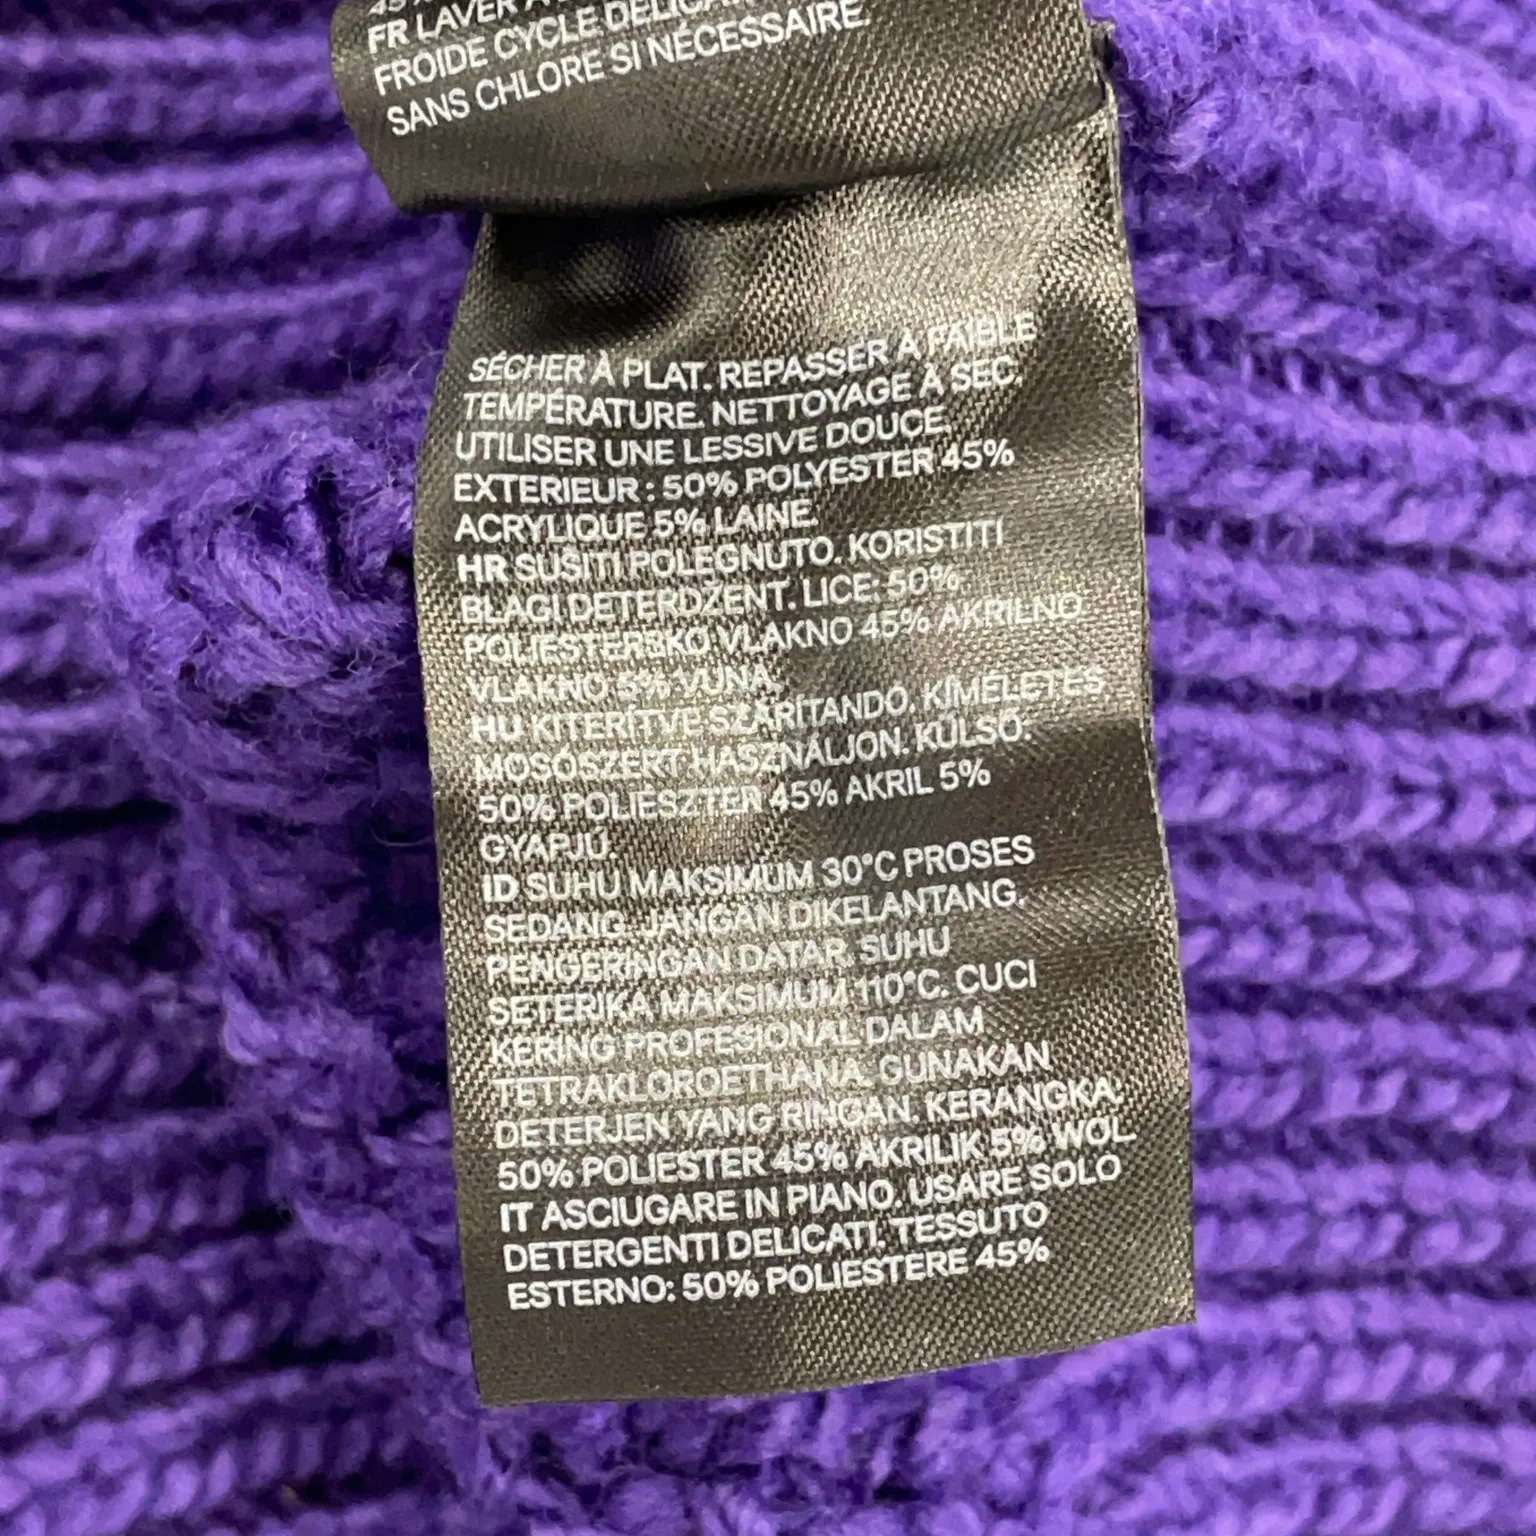 FR LAVER À
FROIDE CYCLE DÉLICAT
SANS CHLORE SI NÉCESSAIRE.
SÉCHER À PLAT. REPASSER À FAIBLE
TEMPÉRATURE. NETTOYAGE À SEC.
UTILISER UNE LESSIVE DOUCE.
EXTERIEUR : 50% POLYESTER 45%
ACRYLIQUE 5% LAINE.
HR SUŠITI POLEGNUTO. KORISTITI
BLAGI DETERDŽENT. LICE: 50%
POLIESTERSKO VLAKNO 45% AKRILNO
VLAKNO 5% VUNA.
HU KITERÍTVE SZÁRÍTANDÓ. KÍMÉLETES
MOSÓSZERT HASZNÁLJON. KÜLSŐ:
50% POLIÉSZTER 45% AKRIL 5%
GYAPJÚ.
ID SUHU MAKSIMUM 30°C PROSES
SEDANG. JANGAN DIKELANTANG.
PENGERINGAN DATAR. SUHU
SETERIKA MAKSIMUM 110°C. CUCI
KERING PROFESIONAL DALAM
TETRAKLOROETHANA. GUNAKAN
DETERJEN YANG RINGAN. KERANGKA:
50% POLIESTER 45% AKRILIK 5% WOL.
IT ASCIUGARE IN PIANO. USARE SOLO
DETERGENTI DELICATI. TESSUTO
ESTERNO: 50% POLIESTERE 45%